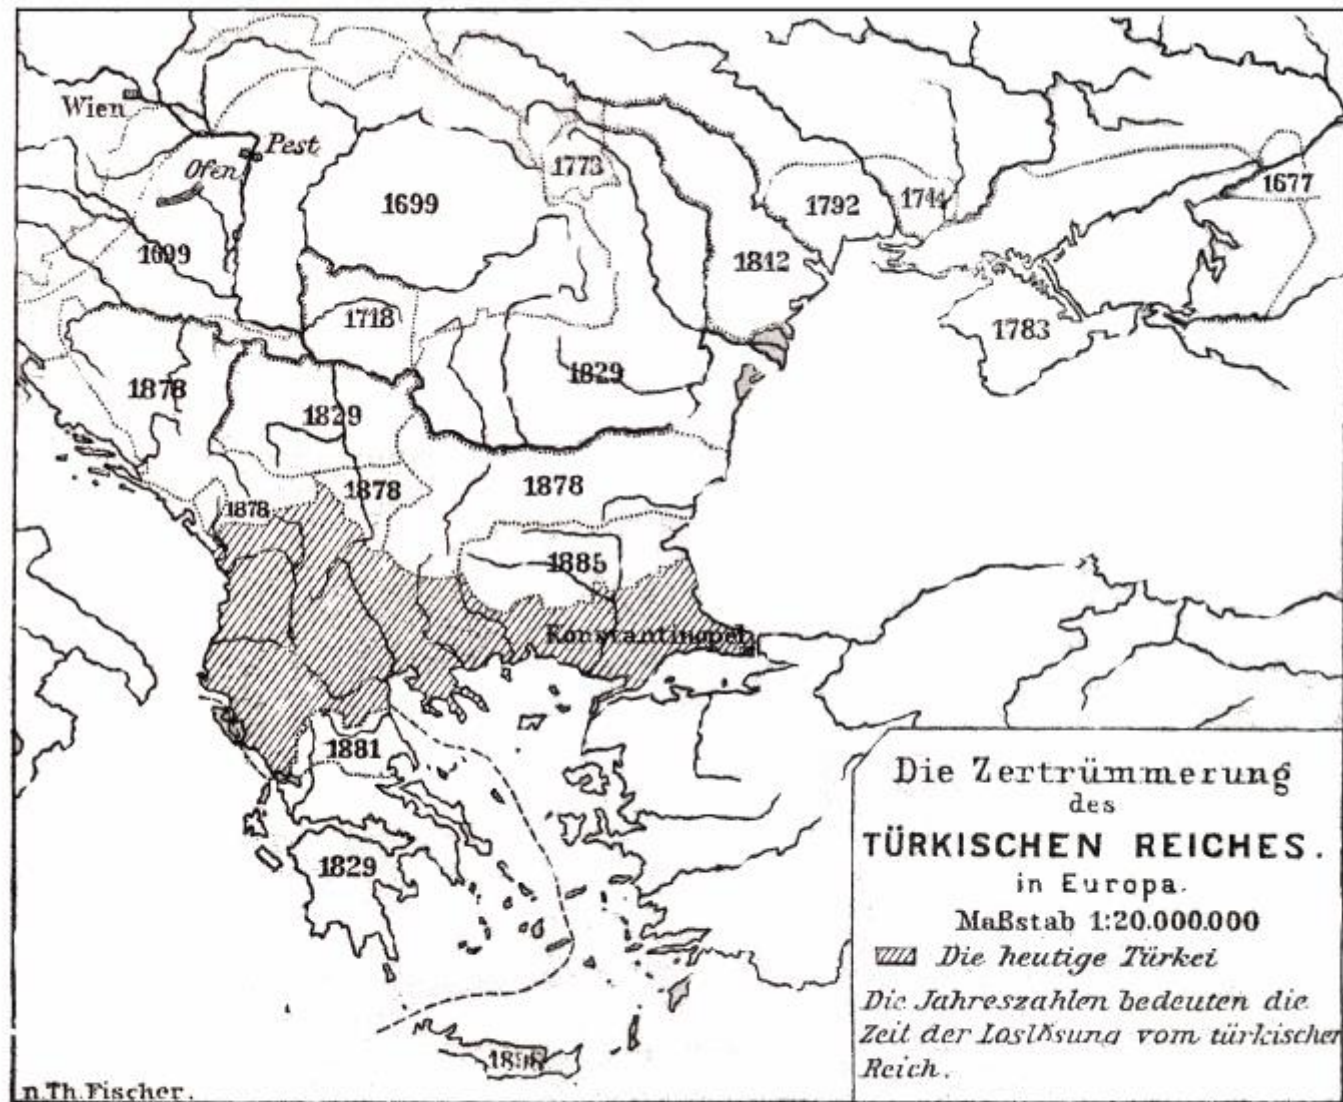 Wien
Pest
Ofen
1773
1677
1699
1792
1744
1699
1812
1718
1783
1878
1829
1829
1878
1878
1878
1885
Konstantinopel
1881
1829
Die Zertrümmerung
des
TÜRKISCHEN REICHES.
in Europa.
Maßstab 1:20.000.000
Die heutige Türkei
Die Jahreszahlen bedeuten die
Zeit der Loslösung vom türkischen
Reich.
n.Th.Fischer.